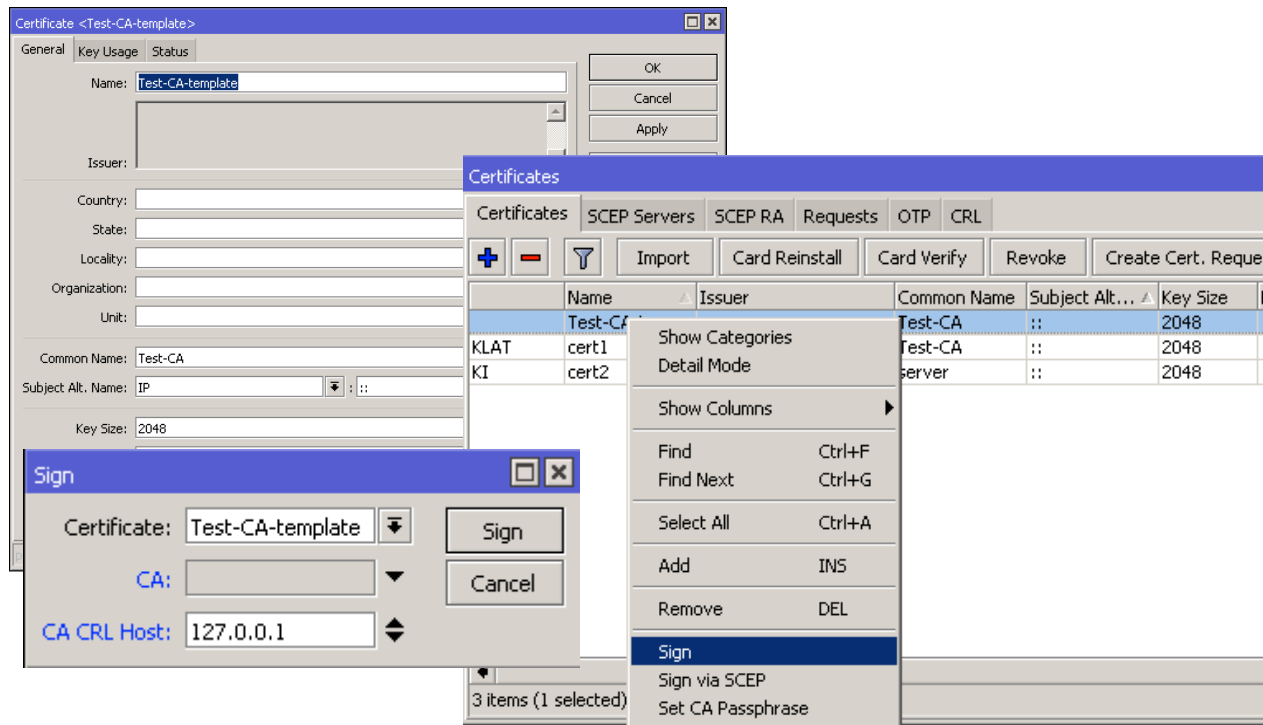 Certificate <Test-CA-template>
General Key Usage Status
Name: Test-CA-template
OK
Cancel
Apply
Issuer:
Country:
State:
Locality:
Organization:
Unit:
Common Name: Test-CA
Subject Alt. Name: IP : ::
Key Size: 2048
Certificates
Certificates SCEP Servers SCEP RA Requests OTP CRL
Import Card Reinstall Card Verify Revoke Create Cert. Reque
Name Issuer Common Name Subject Alt... Key Size
Test-CA Test-CA :: 2048
KLAT cert1 Test-CA :: 2048
KI cert2 server :: 2048
Show Categories
Detail Mode
Show Columns
Find Ctrl+F
Find Next Ctrl+G
Select All Ctrl+A
Add INS
Remove DEL
Sign
Sign via SCEP
Set CA Passphrase
3 items (1 selected)
Sign
Certificate: Test-CA-template Sign
CA: Cancel
CA CRL Host: 127.0.0.1